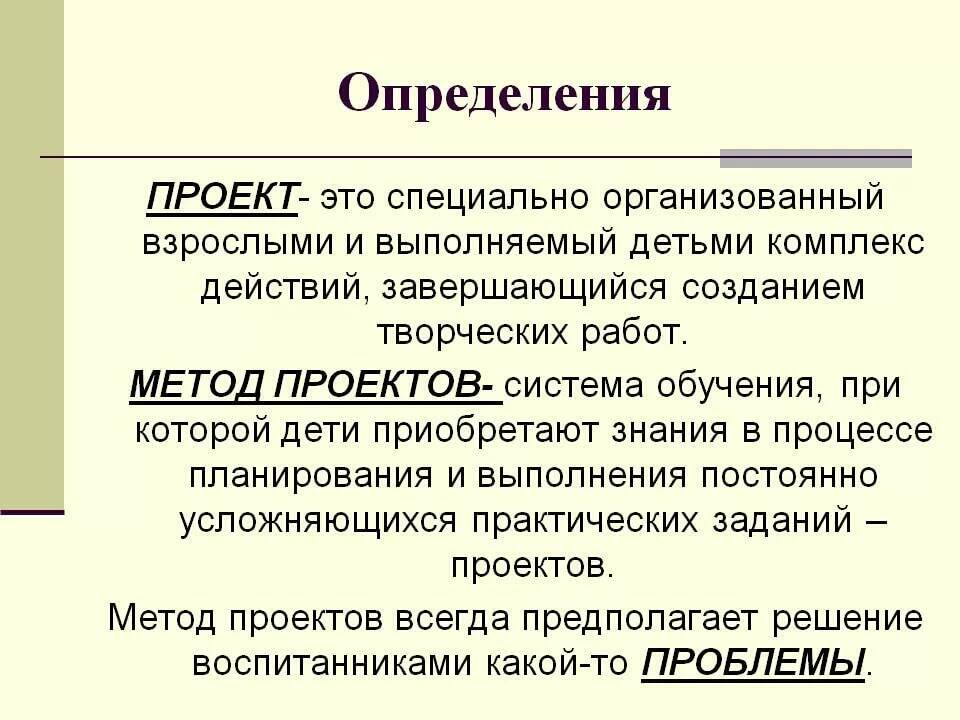 Определения
ПРОЕКТ- это специально организованный
взрослыми и выполняемый детьми комплекс
действий, завершающийся созданием
творческих работ.
МЕТОД ПРОЕКТОВ- система обучения, при
которой дети приобретают знания в процессе
планирования и выполнения постоянно
усложняющихся практических заданий –
проектов.
Метод проектов всегда предполагает решение
воспитанниками какой-то ПРОБЛЕМЫ.